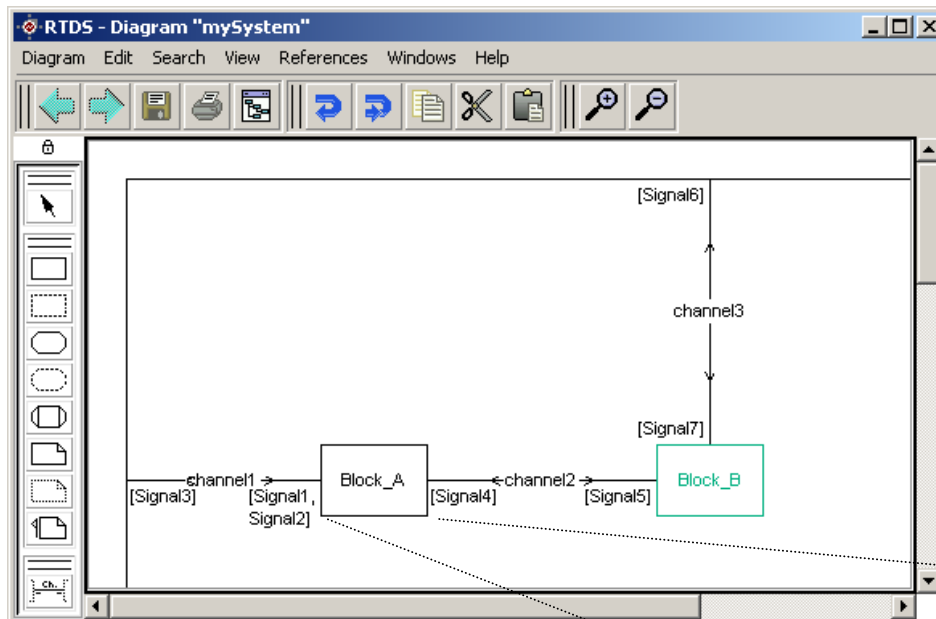 RTDS - Diagram "mySystem"
Diagram Edit Search View References Windows Help
[Signal6]
channel3
[Signal7]
channel1 Block_A channel2 Block_B
[Signal3] [Signal1, [Signal4] [Signal5]
Signal2]
Ch.